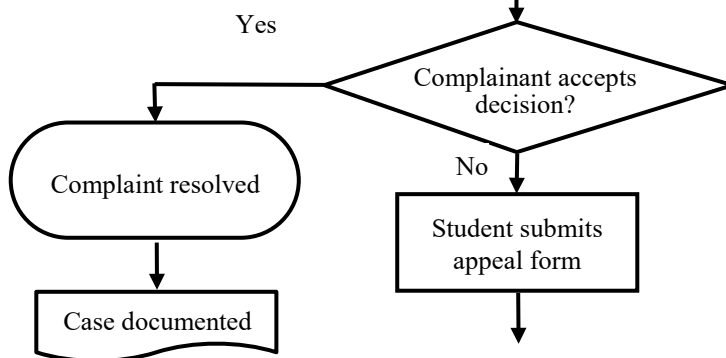 Yes
Complainant accepts
decision?
No
Complaint resolved
Student submits
appeal form
Case documented